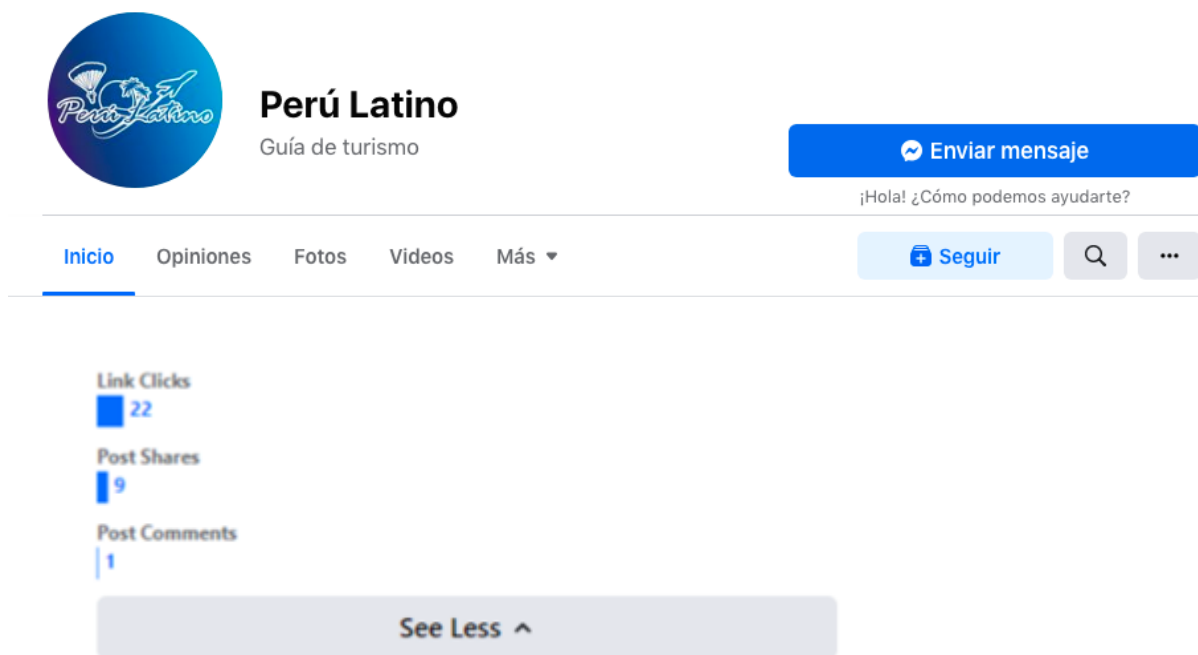 Perú Latino
Perú Latino
Guía de turismo
Enviar mensaje
¡Hola! ¿Cómo podemos ayudarte?
Inicio Opiniones Fotos Videos Más
Seguir
Link Clicks
22
Post Shares
9
Post Comments
1
See Less